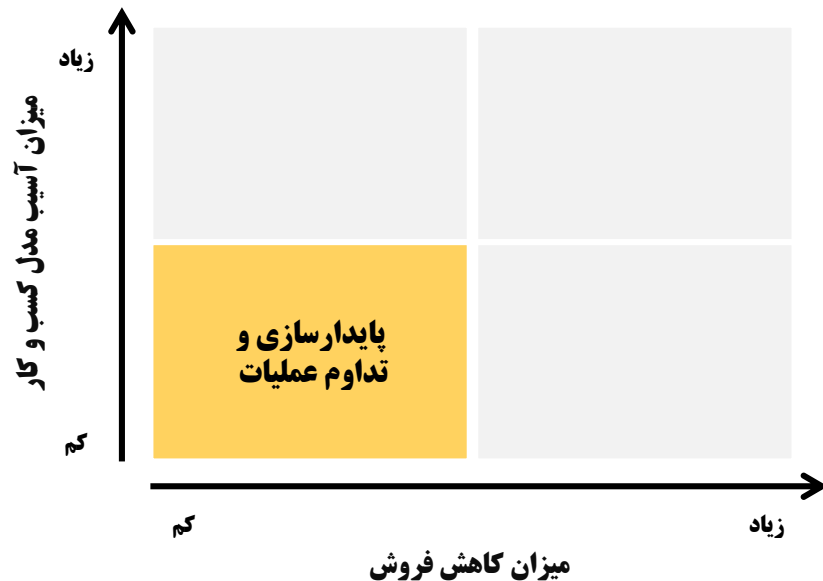 زیاد
میزان آسیب مدل کسب و کار
پایدارسازی و
تداوم عملیات
کم
کم
زیاد
میزان کاهش فروش